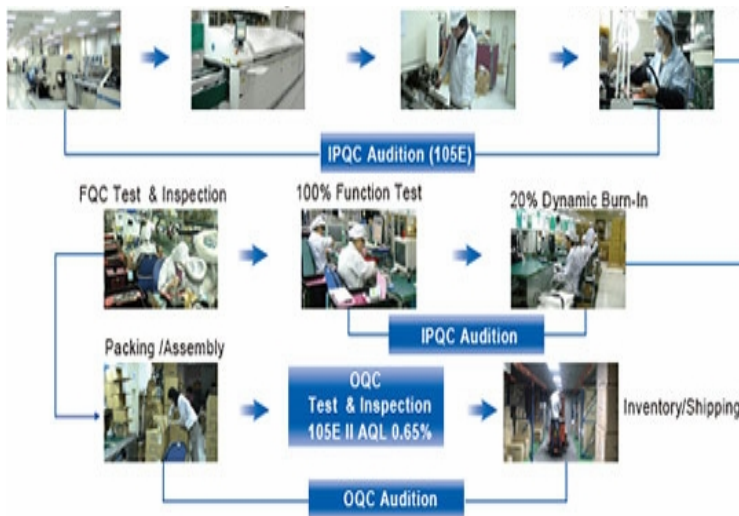 IPQC Audition (105E)
FQC Test & Inspection
100% Function Test
20% Dynamic Burn-In
IPQC Audition
Packing /Assembly
OQC
Test & Inspection
105E II AQL 0.65%
Inventory/Shipping
OQC Audition